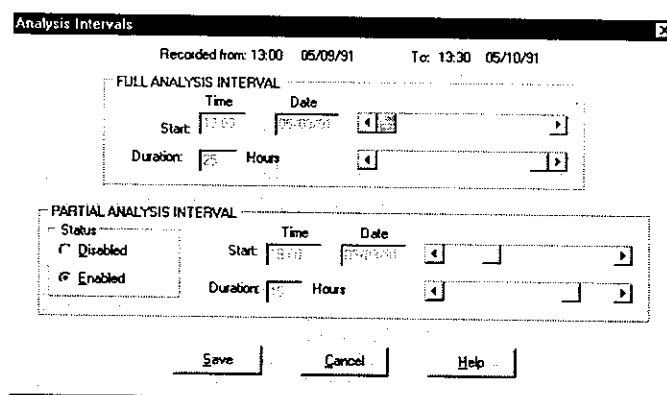 Analysis Intervals
Recorded from: 13:00 05/09/91 To: 13:30 05/10/91
FULL ANALYSIS INTERVAL
Time Date
Start:
Duration: 25 Hours
PARTIAL ANALYSIS INTERVAL
Status
Disabled
Enabled
Time Date
Start:
Duration: Hours
Save Cancel Help